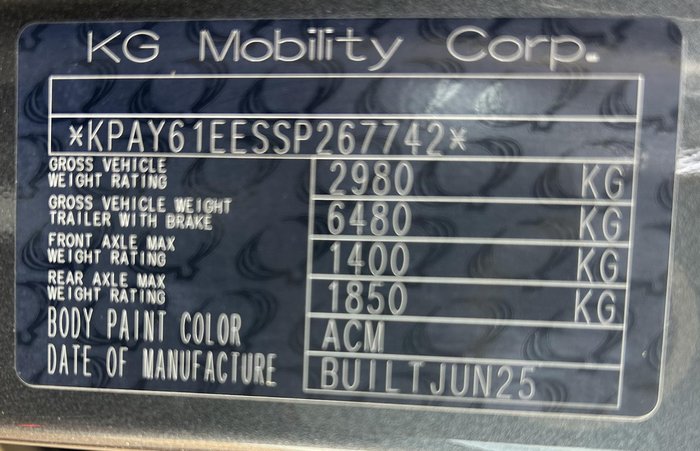 KG Mobility Corp.
*KPAY61EESSP267742*
GROSS VEHICLE
WEIGHT RATING 2980 KG
GROSS VEHICLE WEIGHT
TRAILER WITH BRAKE 6480 KG
FRONT AXLE MAX
WEIGHT RATING 1400 KG
REAR AXLE MAX
WEIGHT RATING 1850 KG
BODY PAINT COLOR ACM
DATE OF MANUFACTURE BUILTJUN25